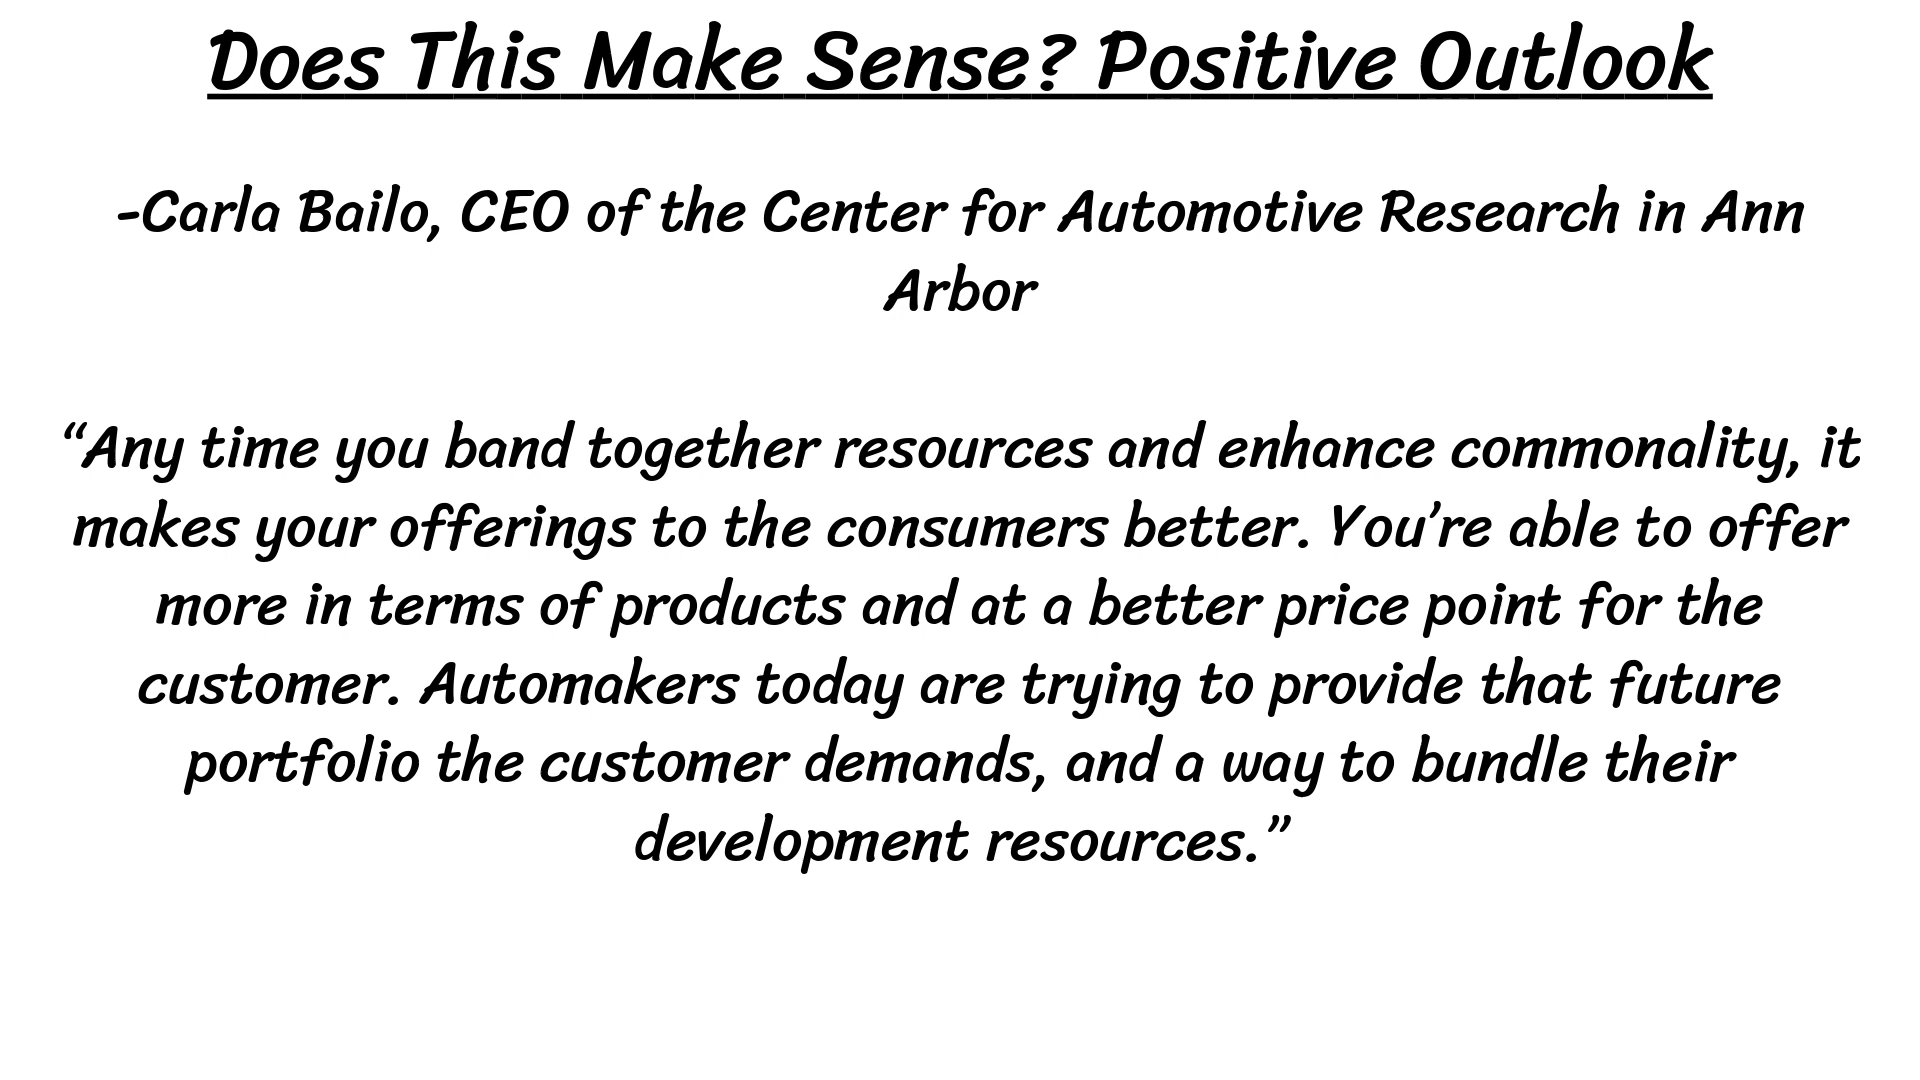 Does This Make Sense? Positive Outlook
-Carla Bailo, CEO of the Center for Automotive Research in Ann
Arbor
“Any time you band together resources and enhance commonality, it
makes your offerings to the consumers better. You’re able to offer
more in terms of products and at a better price point for the
customer. Automakers today are trying to provide that future
portfolio the customer demands, and a way to bundle their
development resources.”